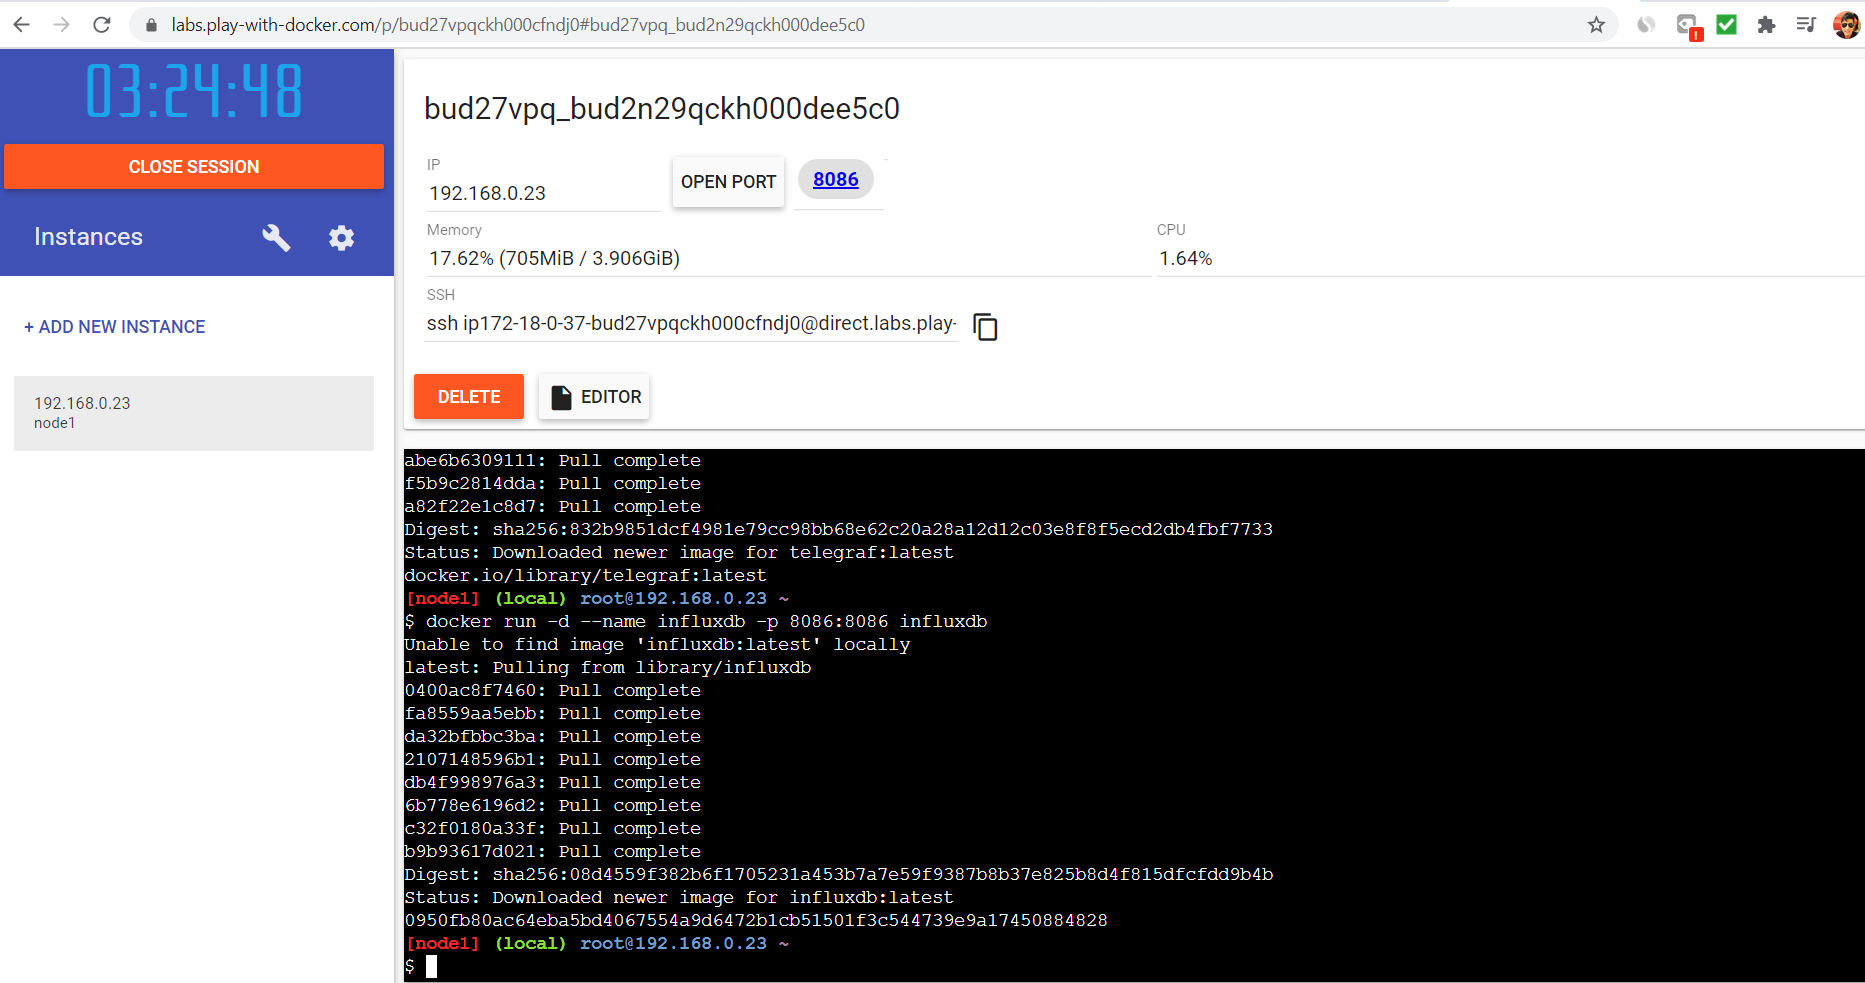 labs.play-with-docker.com/p/bud27vpqckh000cfndj0#bud27vpq_bud2n29qckh000dee5c0
03:24:48
CLOSE SESSION
Instances
+ ADD NEW INSTANCE
192.168.0.23
node1
bud27vpq_bud2n29qckh000dee5c0
IP
192.168.0.23
OPEN PORT
8086
Memory
17.62% (705MiB / 3.906GiB)
CPU
1.64%
SSH
ssh ip172-18-0-37-bud27vpqckh000cfndj0@direct.labs.play-
DELETE
EDITOR
abe6b6309111: Pull complete
f5b9c2814dda: Pull complete
a82f22e1c8d7: Pull complete
Digest: sha256:832b9851dcf4981e79cc98bb68e62c20a28a12d12c03e8f8f5ecd2db4fbf7733
Status: Downloaded newer image for telegraf:latest
docker.io/library/telegraf:latest
[node1] (local) root@192.168.0.23 ~
$ docker run -d --name influxdb -p 8086:8086 influxdb
Unable to find image 'influxdb:latest' locally
latest: Pulling from library/influxdb
0400ac8f7460: Pull complete
fa8559aa5ebb: Pull complete
da32bfbbc3ba: Pull complete
2107148596b1: Pull complete
db4f998976a3: Pull complete
6b778e6196d2: Pull complete
c32f0180a33f: Pull complete
b9b93617d021: Pull complete
Digest: sha256:08d4559f382b6f1705231a453b7a7e59f9387b8b37e825b8d4f815dfcfdd9b4b
Status: Downloaded newer image for influxdb:latest
0950fb80ac64eba5bd4067554a9d6472b1cb51501f3c544739e9a17450884828
[node1] (local) root@192.168.0.23 ~
$